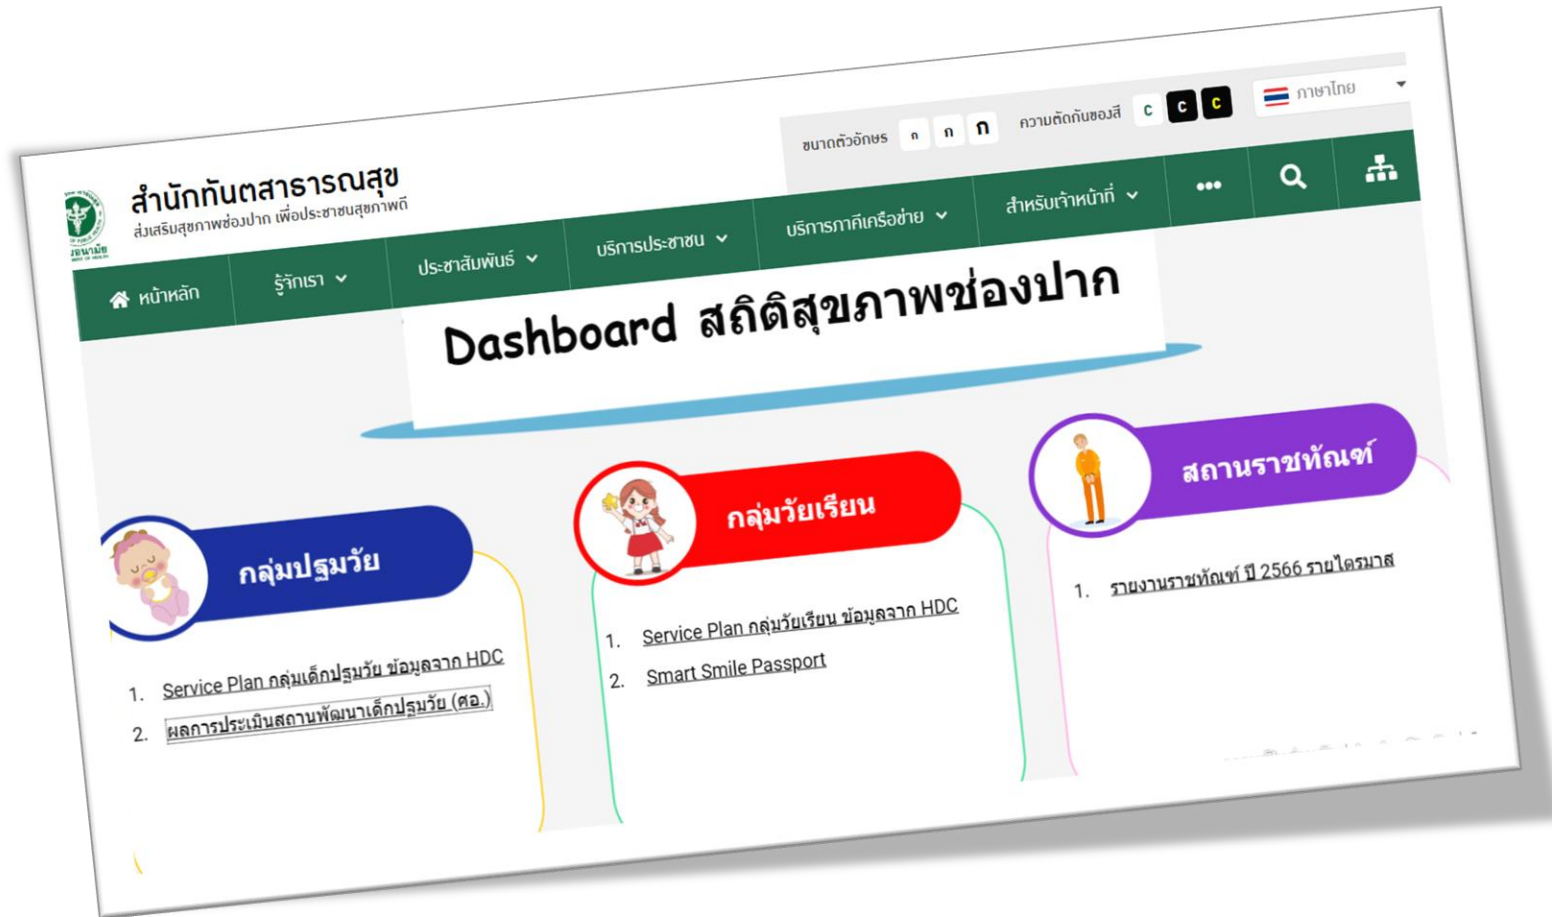 ขนาดตัวอักษร ก ก ก ความตัดกันของสี C C C ภาษาไทย
สำนักทันตสาธารณสุข
ส่งเสริมสุขภาพช่องปาก เพื่อประชาชนสุขภาพดี
หน้าหลัก รู้จักเรา ประชาสัมพันธ์ บริการประชาชน บริการภาคีเครือข่าย สำหรับเจ้าหน้าที่
Dashboard สถิติสุขภาพช่องปาก
กลุ่มปฐมวัย
1. Service Plan กลุ่มเด็กปฐมวัย ข้อมูลจาก HDC
2. ผลการประเมินสถานพัฒนาเด็กปฐมวัย (ศอ.)
กลุ่มวัยเรียน
1. Service Plan กลุ่มวัยเรียน ข้อมูลจาก HDC
2. Smart Smile Passport
สถานราชทัณฑ์
1. รายงานราชทัณฑ์ ปี 2566 รายไตรมาส